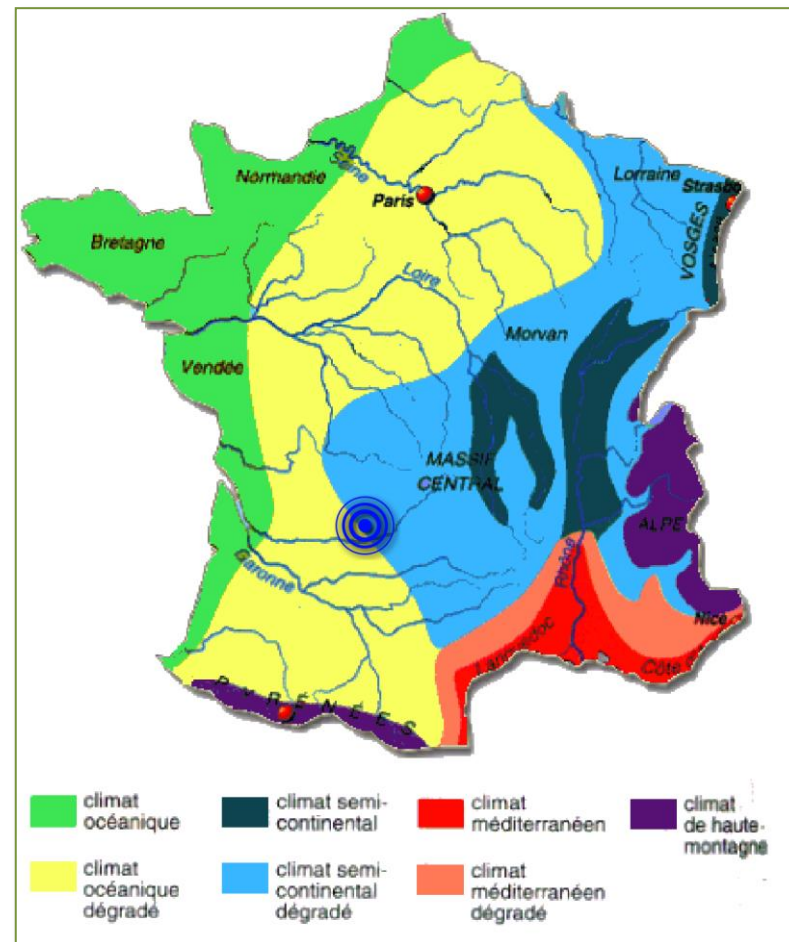 Normandie
Seine
Paris
Lorraine
Strasbo
VOSGES
Bretagne
Loire
Morvan
Vendée
MASSIF
CENTRAL
ALPE
Garonne
Rhône
Nice
Languedoc
Côte d'
PYRÉNÉES
climat
océanique
climat semi-
continental
climat
méditerranéen
climat
de haute-
montagne
climat
océanique
dégradé
climat semi-
continental
dégradé
climat
méditerranéen
dégradé